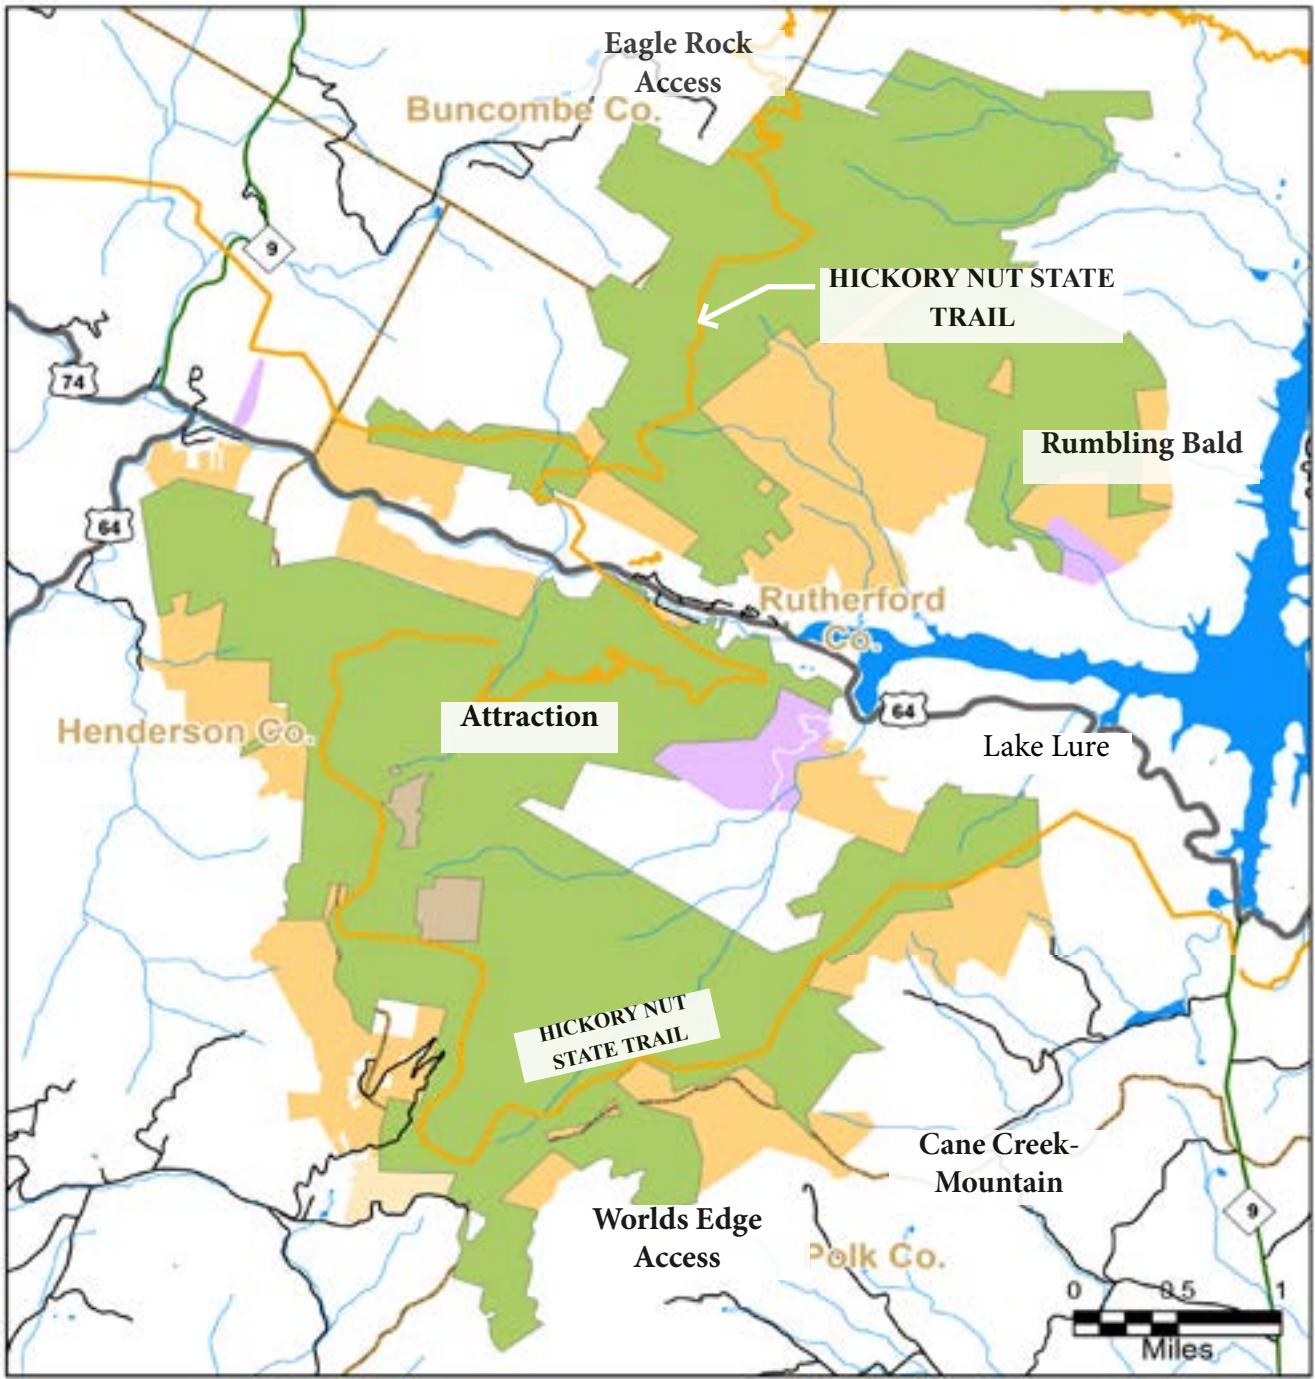 Eagle Rock
Access
Buncombe Co.
9
HICKORY NUT STATE
TRAIL
74
Rumbling Bald
64
Rutherford
Co.
64
Attraction
Henderson Co.
Lake Lure
HICKORY NUT
STATE TRAIL
Cane Creek-
Mountain
9
Worlds Edge
Access
Polk Co.
0 0.5 1
Miles